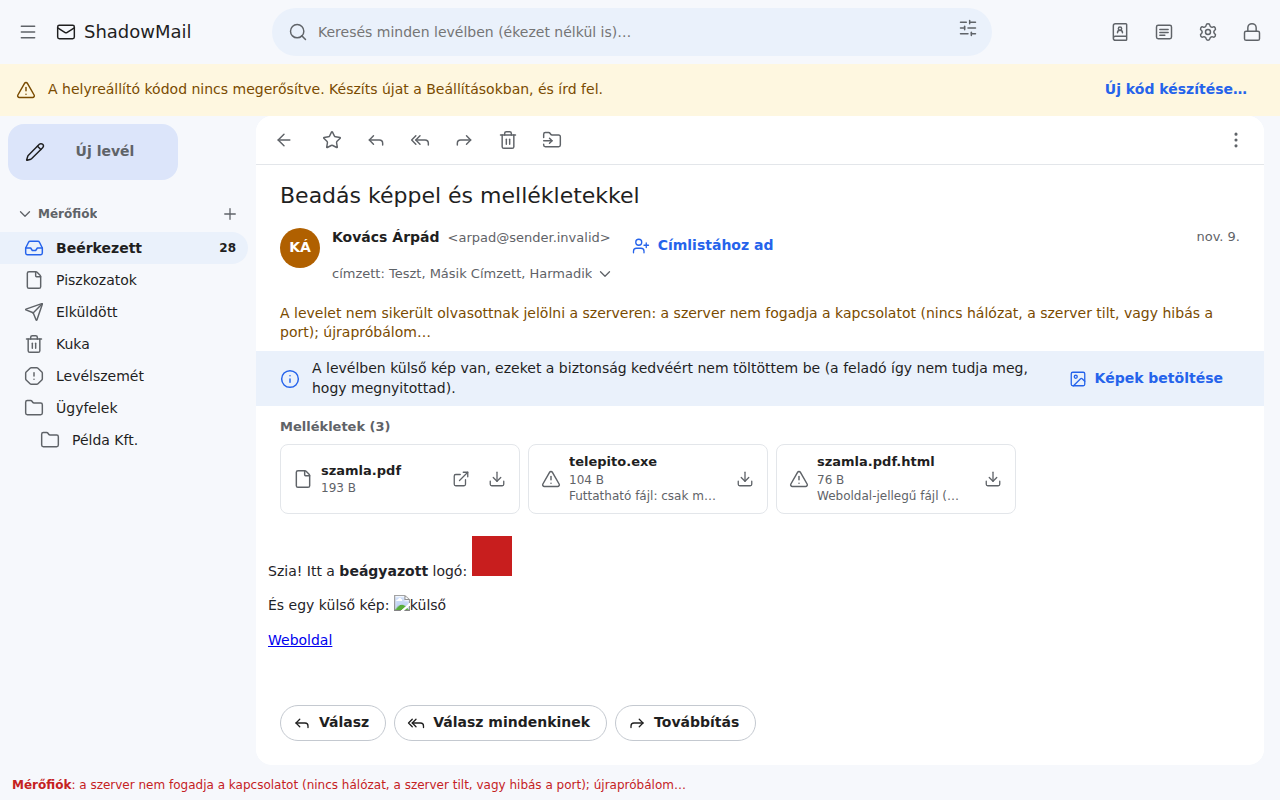 ShadowMail
Keresés minden levélben (ékezet nélkül is)…
A helyreállító kódod nincs megerősítve. Készíts újat a Beállításokban, és írd fel.
Új kód készítése…
Új levél
Mérőfiók
Beérkezett 28
Piszkozatok
Elküldött
Kuka
Levélszemét
Ügyfelek
Példa Kft.
Beadás képpel és mellékletekkel
KÁ
Kovács Árpád <arpad@sender.invalid>
Címlistához ad
nov. 9.
címzett: Teszt, Másik Címzett, Harmadik
A levelet nem sikerült olvasottnak jelölni a szerveren: a szerver nem fogadja a kapcsolatot (nincs hálózat, a szerver tilt, vagy hibás a
port); újrapróbálom…
A levélben külső kép van, ezeket a biztonság kedvéért nem töltöttem be (a feladó így nem tudja meg,
hogy megnyitottad).
Képek betöltése
Mellékletek (3)
szamla.pdf
193 B
telepito.exe
104 B
Futtatható fájl: csak m…
szamla.pdf.html
76 B
Weboldal-jellegű fájl (…
Szia! Itt a beágyazott logó:
És egy külső kép: külső
Weboldal
Válasz
Válasz mindenkinek
Továbbítás
Mérőfiók: a szerver nem fogadja a kapcsolatot (nincs hálózat, a szerver tilt, vagy hibás a port); újrapróbálom…